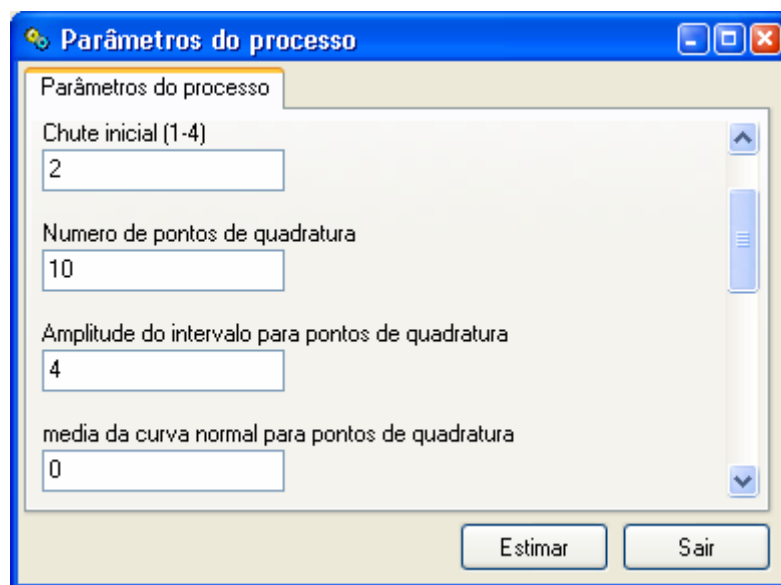 Parâmetros do processo
Parâmetros do processo
Chute inicial (1-4)
2
Numero de pontos de quadratura
10
Amplitude do intervalo para pontos de quadratura
4
media da curva normal para pontos de quadratura
0
Estimar
Sair